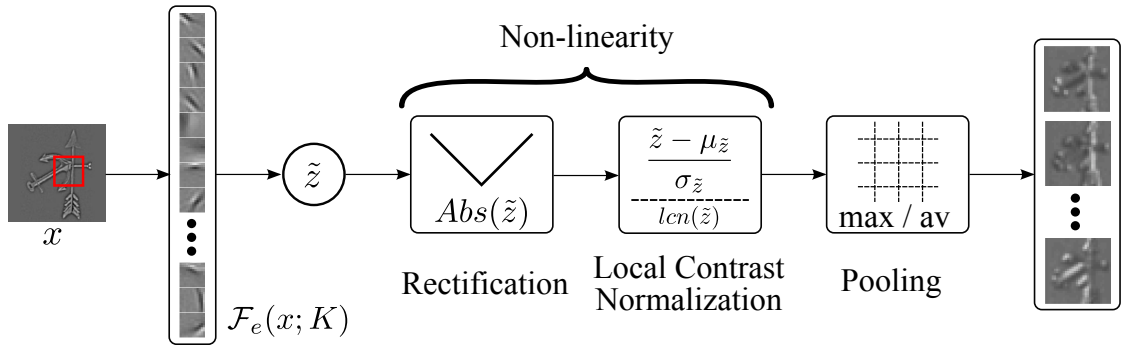 Non-linearity
x
z̃
Abs(z̃)
z̃ − μ_z̃
σ_z̃
lcn(z̃)
max / av
Rectification
Local Contrast
Normalization
Pooling
F_e(x; K)